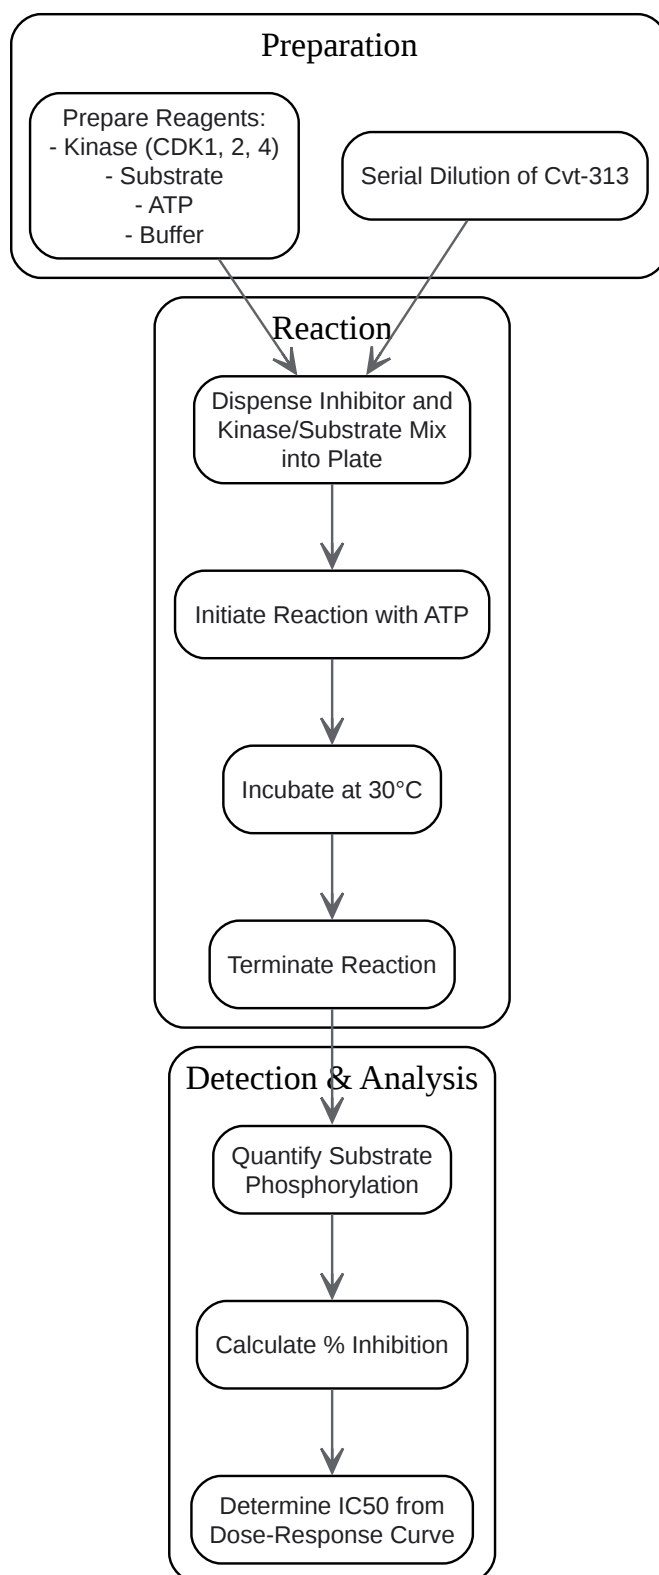 Preparation
Prepare Reagents:
- Kinase (CDK1, 2, 4)
- Substrate
- ATP
- Buffer
Serial Dilution of Cvt-313
Reaction
Dispense Inhibitor and
Kinase/Substrate Mix
into Plate
Initiate Reaction with ATP
Incubate at 30°C
Terminate Reaction
Detection & Analysis
Quantify Substrate
Phosphorylation
Calculate % Inhibition
Determine IC50 from
Dose-Response Curve